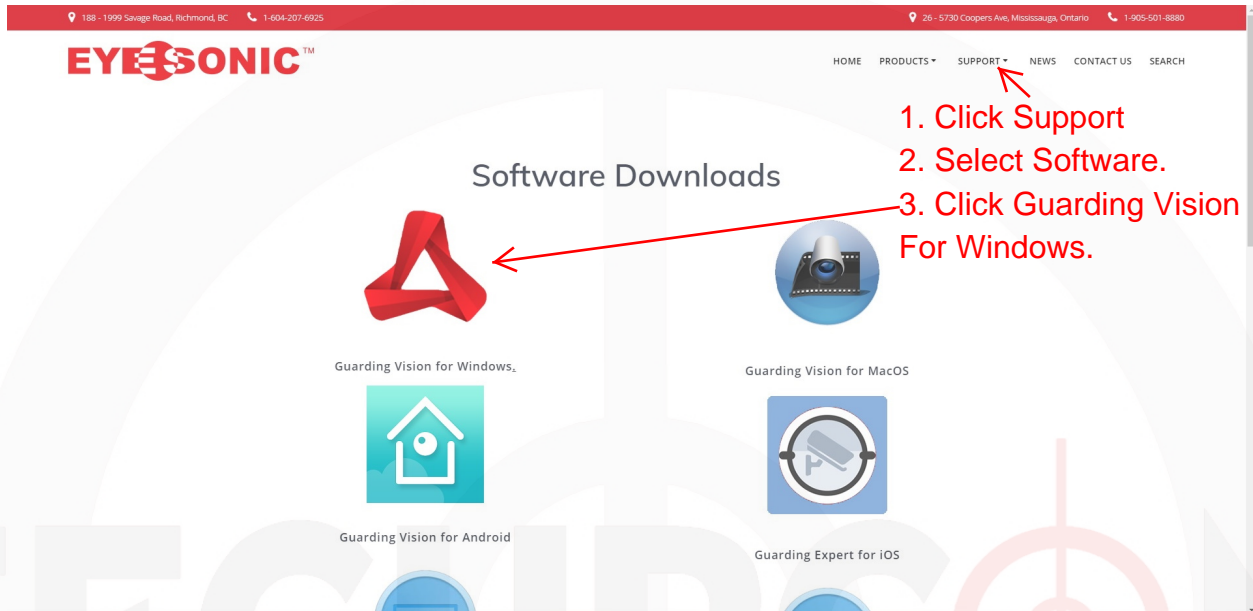 188 - 1999 Savage Road, Richmond, BC 1-604-207-6925
26 - 5730 Coopers Ave, Mississauga, Ontario 1-905-501-8880
EYESONIC™
HOME PRODUCTS SUPPORT NEWS CONTACT US SEARCH
1. Click Support
2. Select Software.
3. Click Guarding Vision
For Windows.
Software Downloads
Guarding Vision for Windows.
Guarding Vision for MacOS
Guarding Vision for Android
Guarding Expert for iOS